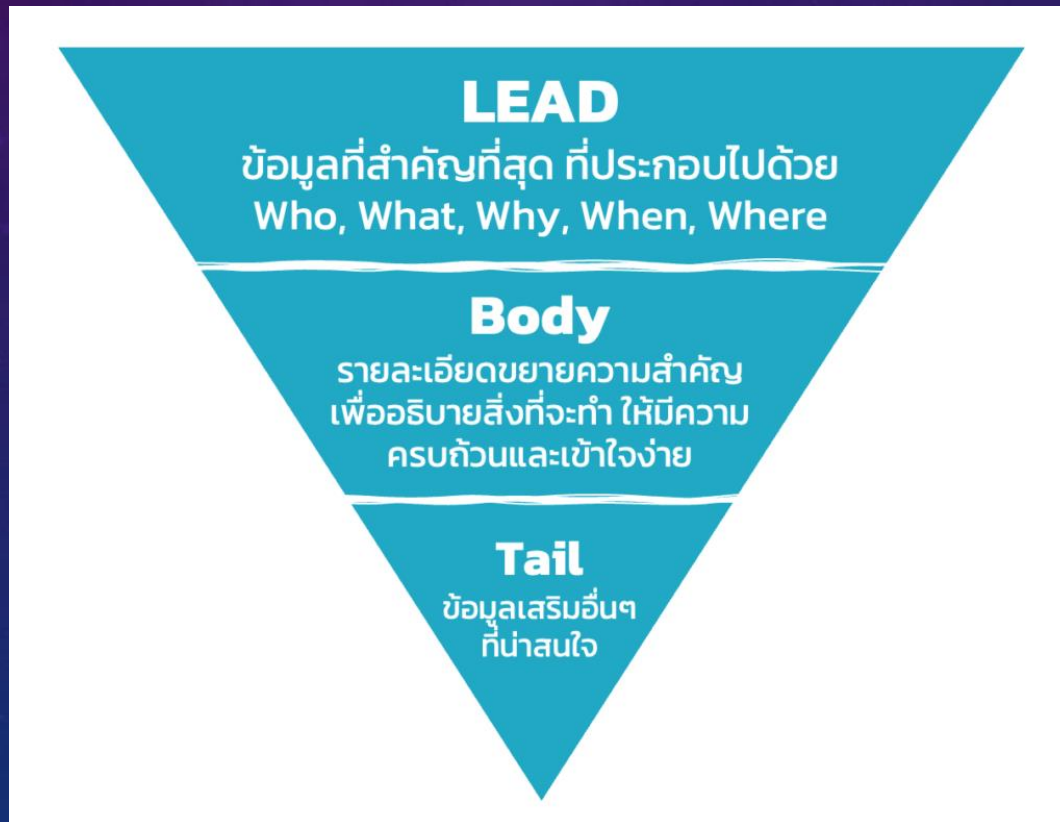 LEAD
ข้อมูลที่สำคัญที่สุด ที่ประกอบไปด้วย
Who, What, Why, When, Where
Body
รายละเอียดขยายความสำคัญ
เพื่ออธิบายสิ่งที่จะทำ ให้มีความ
ครบถ้วนและเข้าใจง่าย
Tail
ข้อมูลเสริมอื่นๆ
ที่น่าสนใจ